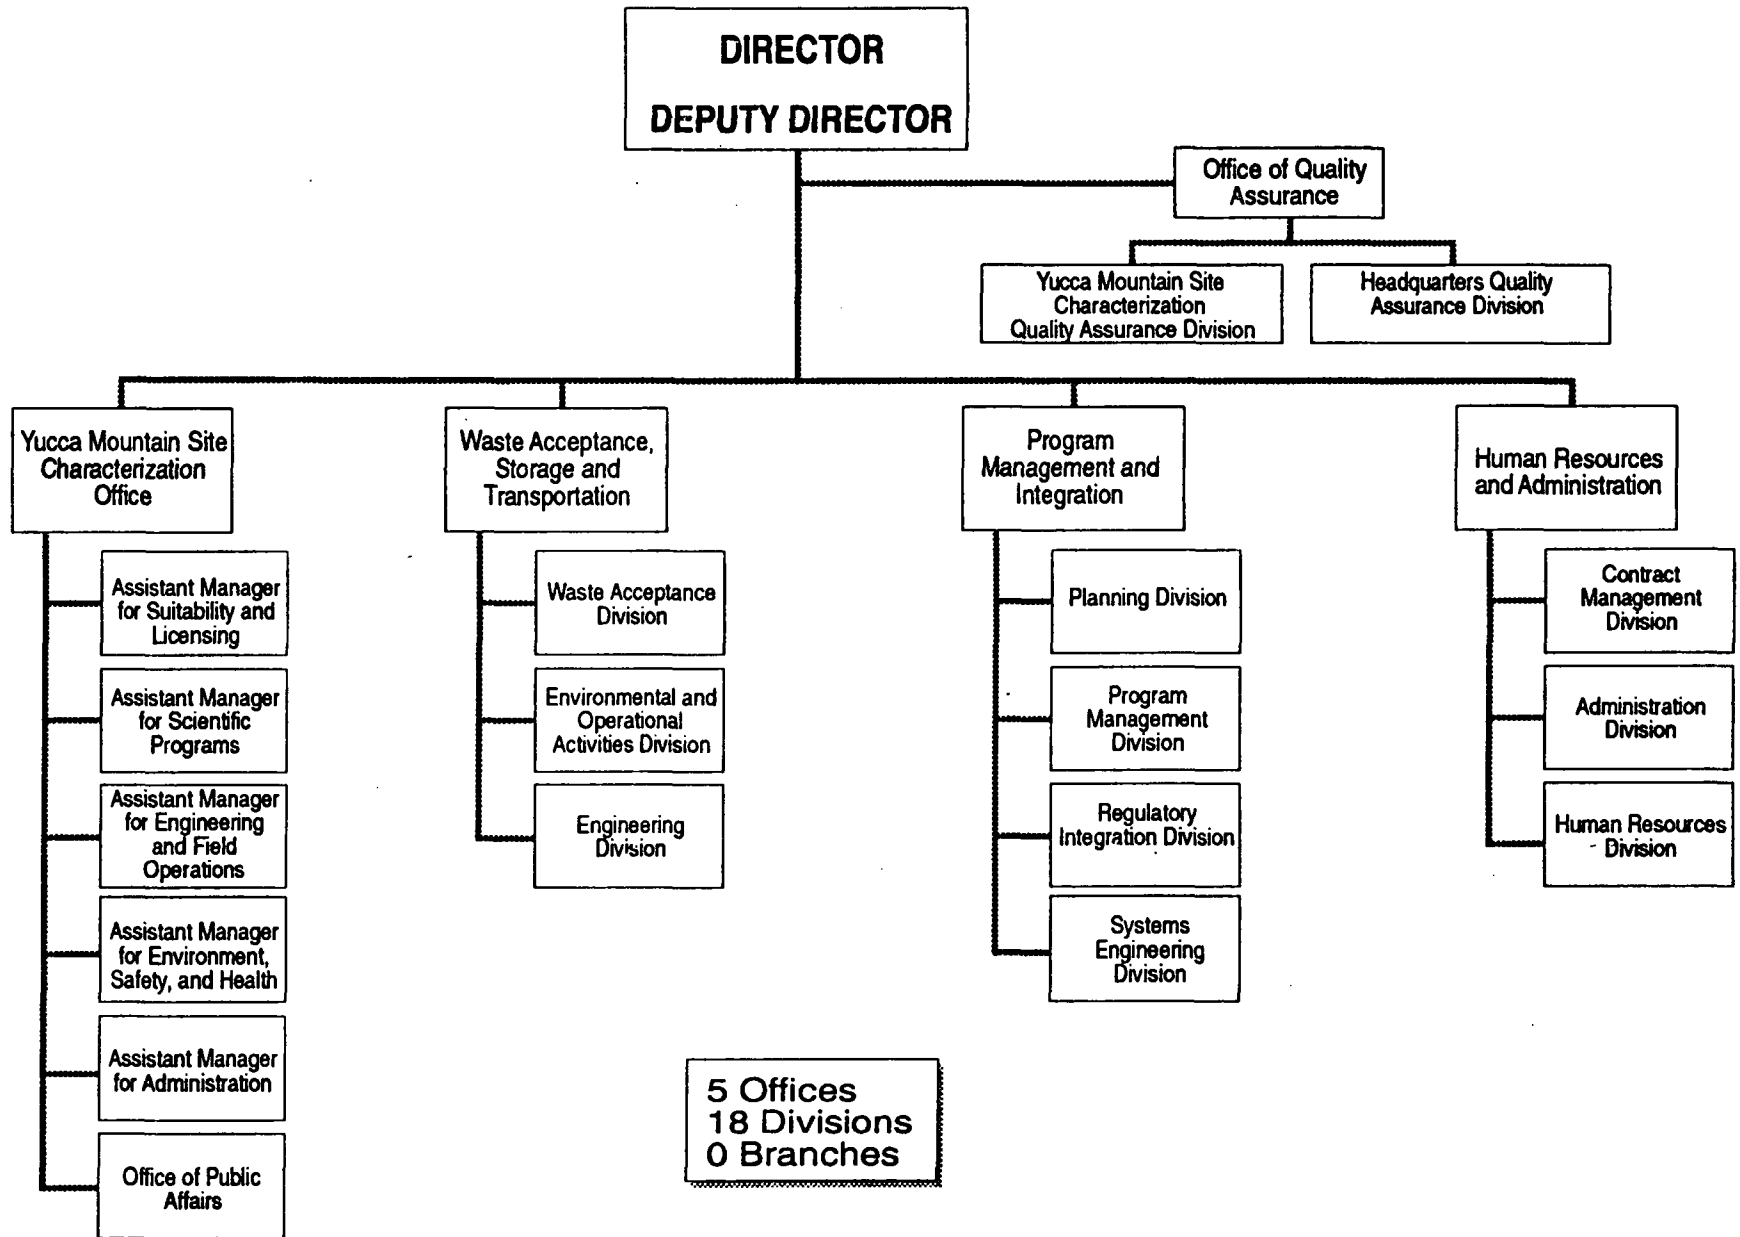 DIRECTOR
DEPUTY DIRECTOR
Office of Quality
Assurance
Yucca Mountain Site
Characterization
Quality Assurance Division
Headquarters Quality
Assurance Division
Yucca Mountain Site
Characterization
Office
Assistant Manager
for Suitability and
Licensing
Assistant Manager
for Scientific
Programs
Assistant Manager
for Engineering
and Field
Operations
Assistant Manager
for Environment,
Safety, and Health
Assistant Manager
for Administration
Office of Public
Affairs
Waste Acceptance,
Storage and
Transportation
Waste Acceptance
Division
Environmental and
Operational
Activities Division
Engineering
Division
Program
Management and
Integration
Planning Division
Program
Management
Division
Regulatory
Integration Division
Systems
Engineering
Division
Human Resources
and Administration
Contract
Management
Division
Administration
Division
Human Resources
Division
5 Offices
18 Divisions
0 Branches